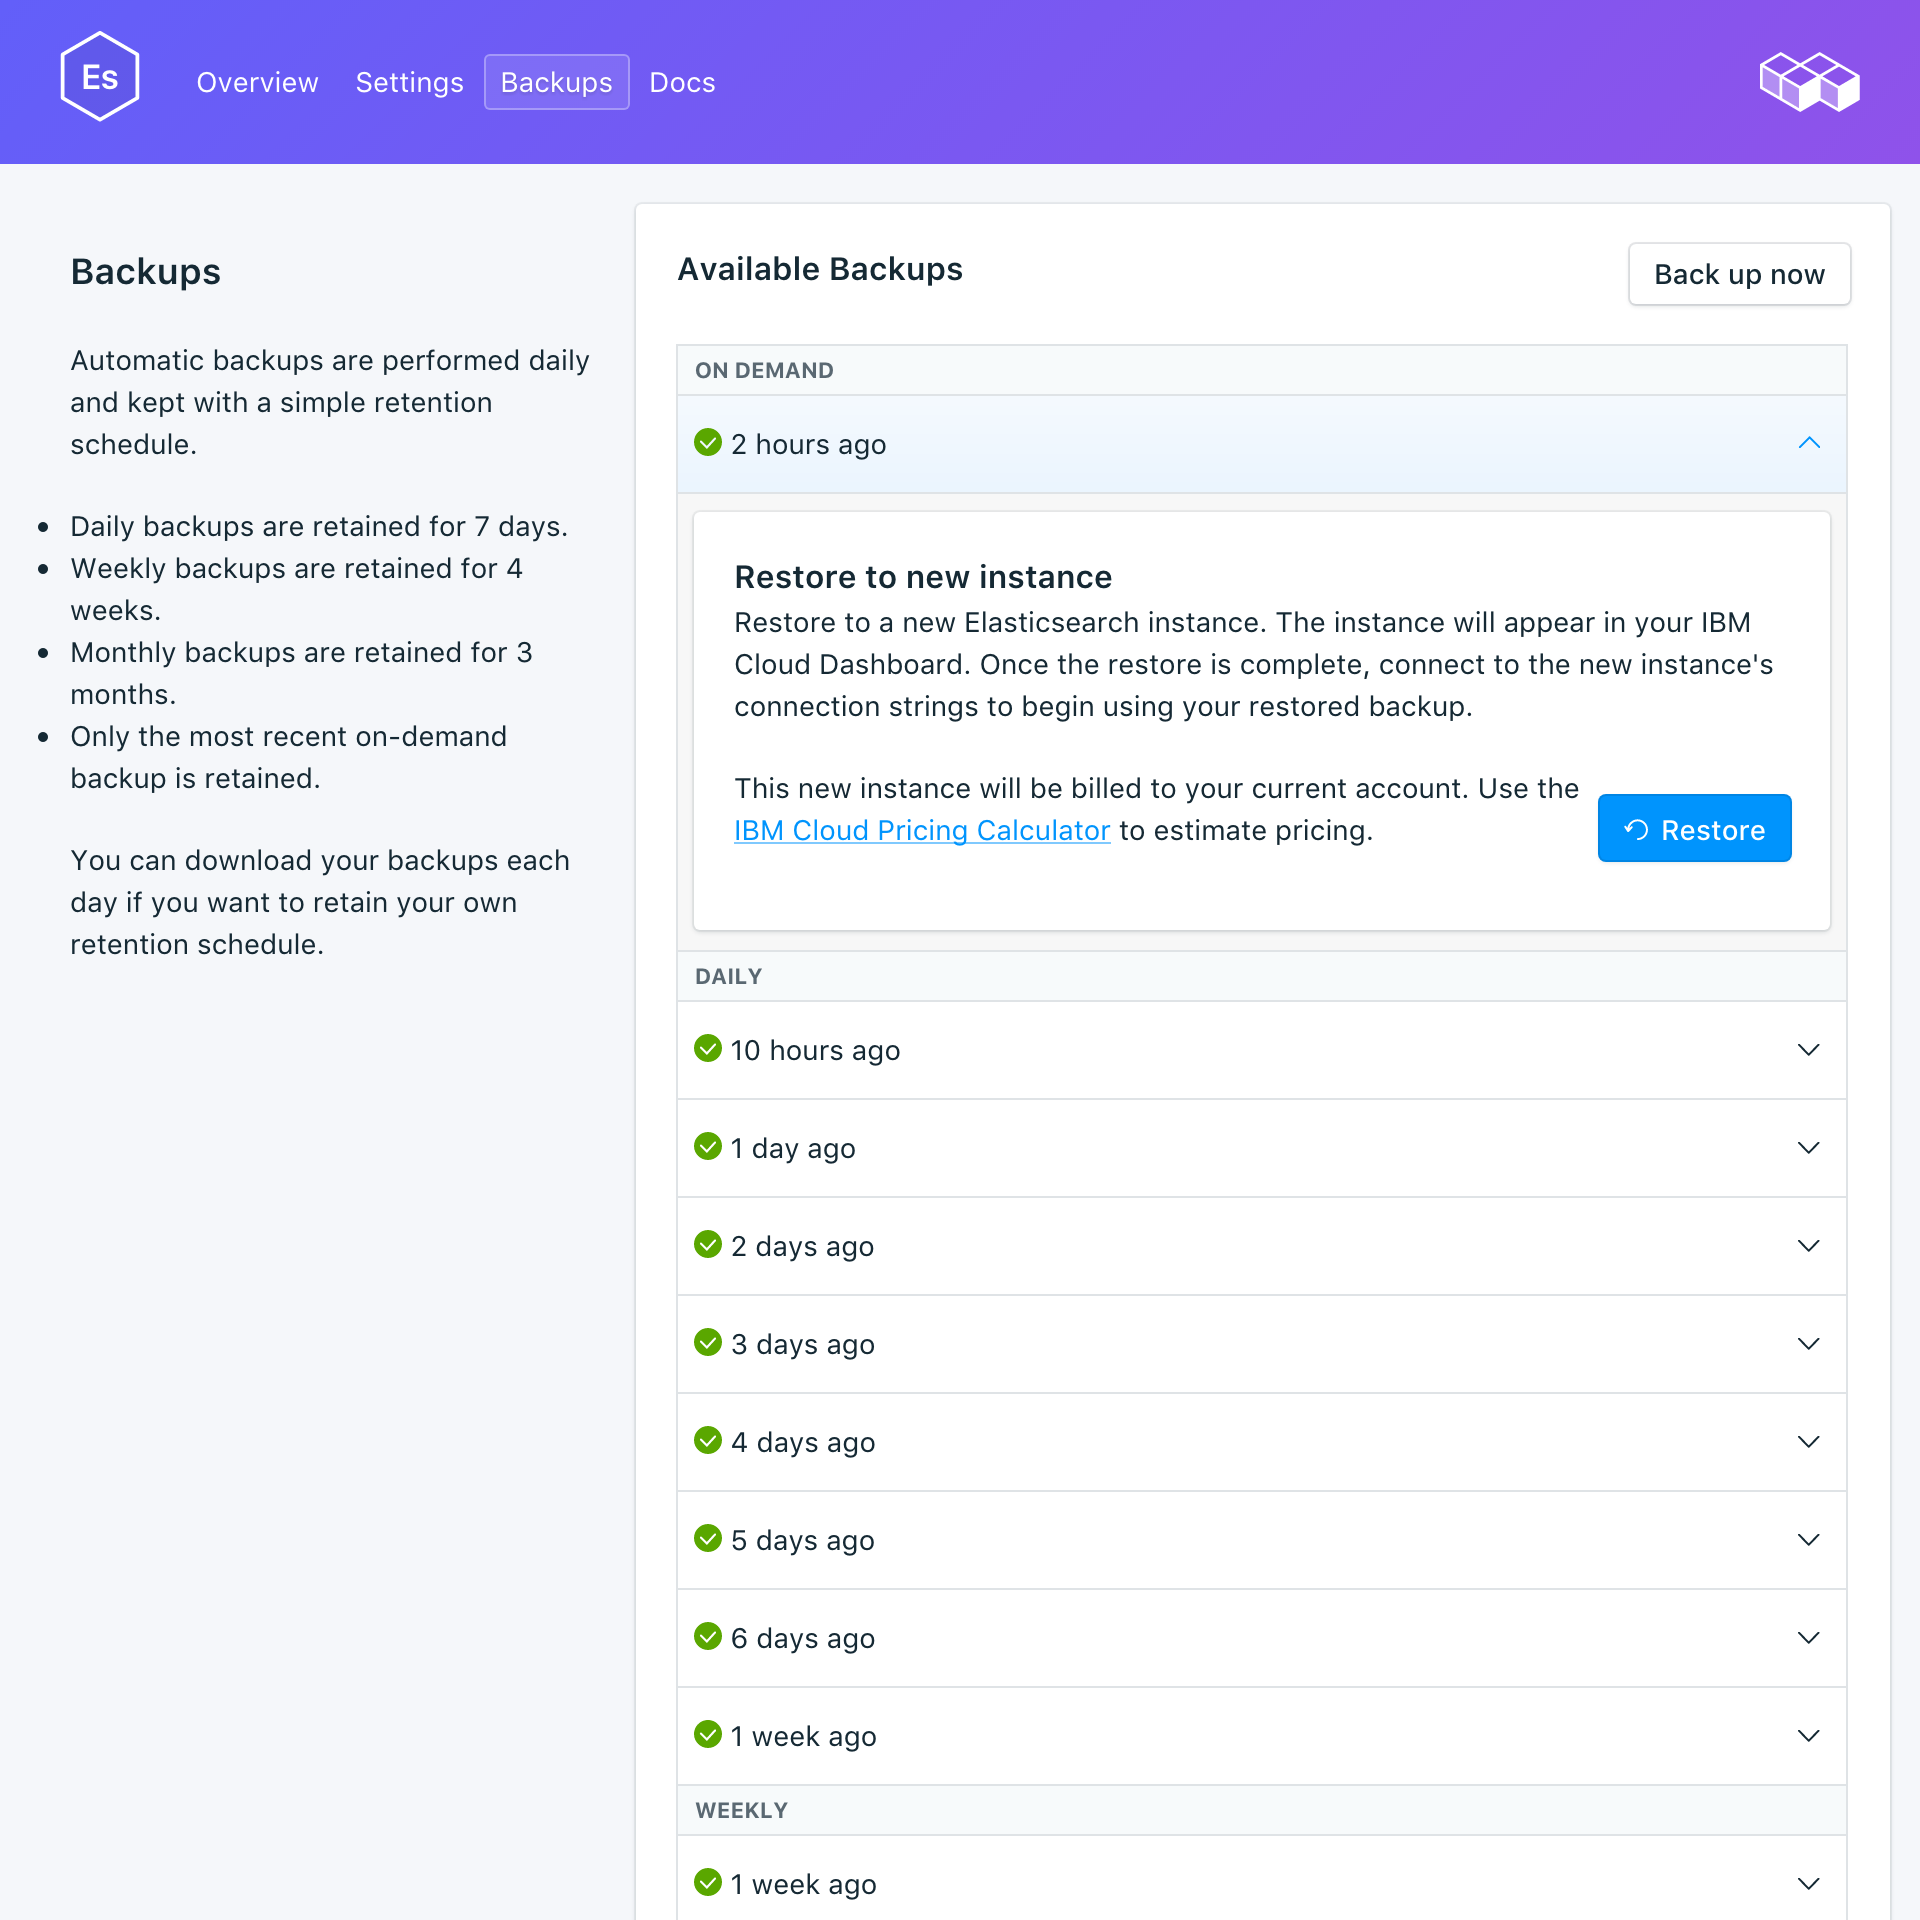 Es
Overview
Settings
Backups
Docs
Backups
Automatic backups are performed daily
and kept with a simple retention
schedule.
Daily backups are retained for 7 days.
Weekly backups are retained for 4
weeks.
Monthly backups are retained for 3
months.
Only the most recent on-demand
backup is retained.
You can download your backups each
day if you want to retain your own
retention schedule.
Available Backups
Back up now
ON DEMAND
2 hours ago
Restore to new instance
Restore to a new Elasticsearch instance. The instance will appear in your IBM
Cloud Dashboard. Once the restore is complete, connect to the new instance's
connection strings to begin using your restored backup.
This new instance will be billed to your current account. Use the
IBM Cloud Pricing Calculator to estimate pricing.
Restore
DAILY
10 hours ago
1 day ago
2 days ago
3 days ago
4 days ago
5 days ago
6 days ago
1 week ago
WEEKLY
1 week ago